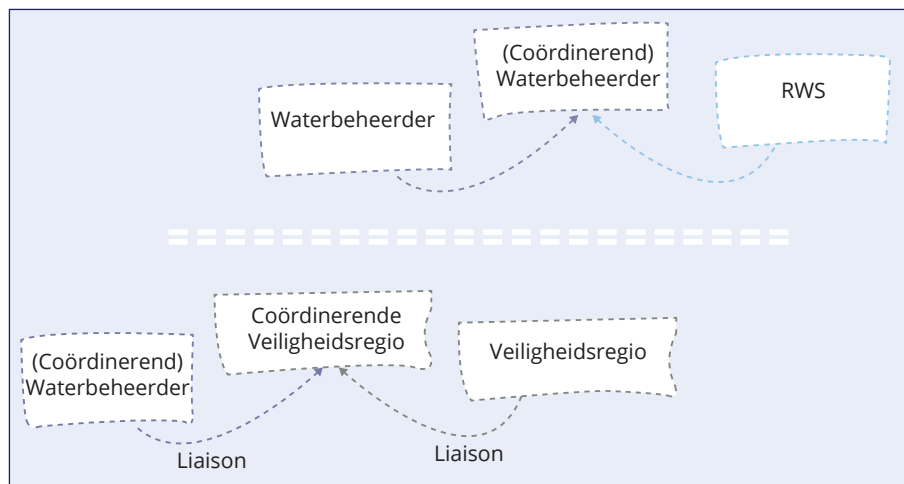 (Coördinerend)
Waterbeheerder
RWS
Waterbeheerder
Coördinerende
Veiligheidsregio
Veiligheidsregio
(Coördinerend)
Waterbeheerder
Liaison
Liaison